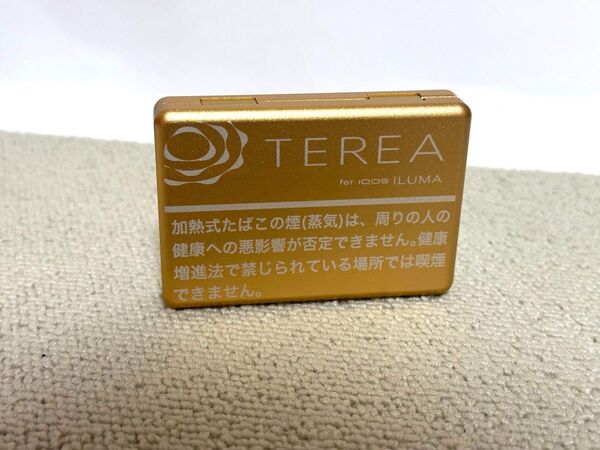 TEREA
for IQOS ILUMA
加熱式たばこの煙(蒸気)は、周りの人の
健康への悪影響が否定できません。健康
増進法で禁じられている場所では喫煙
できません。